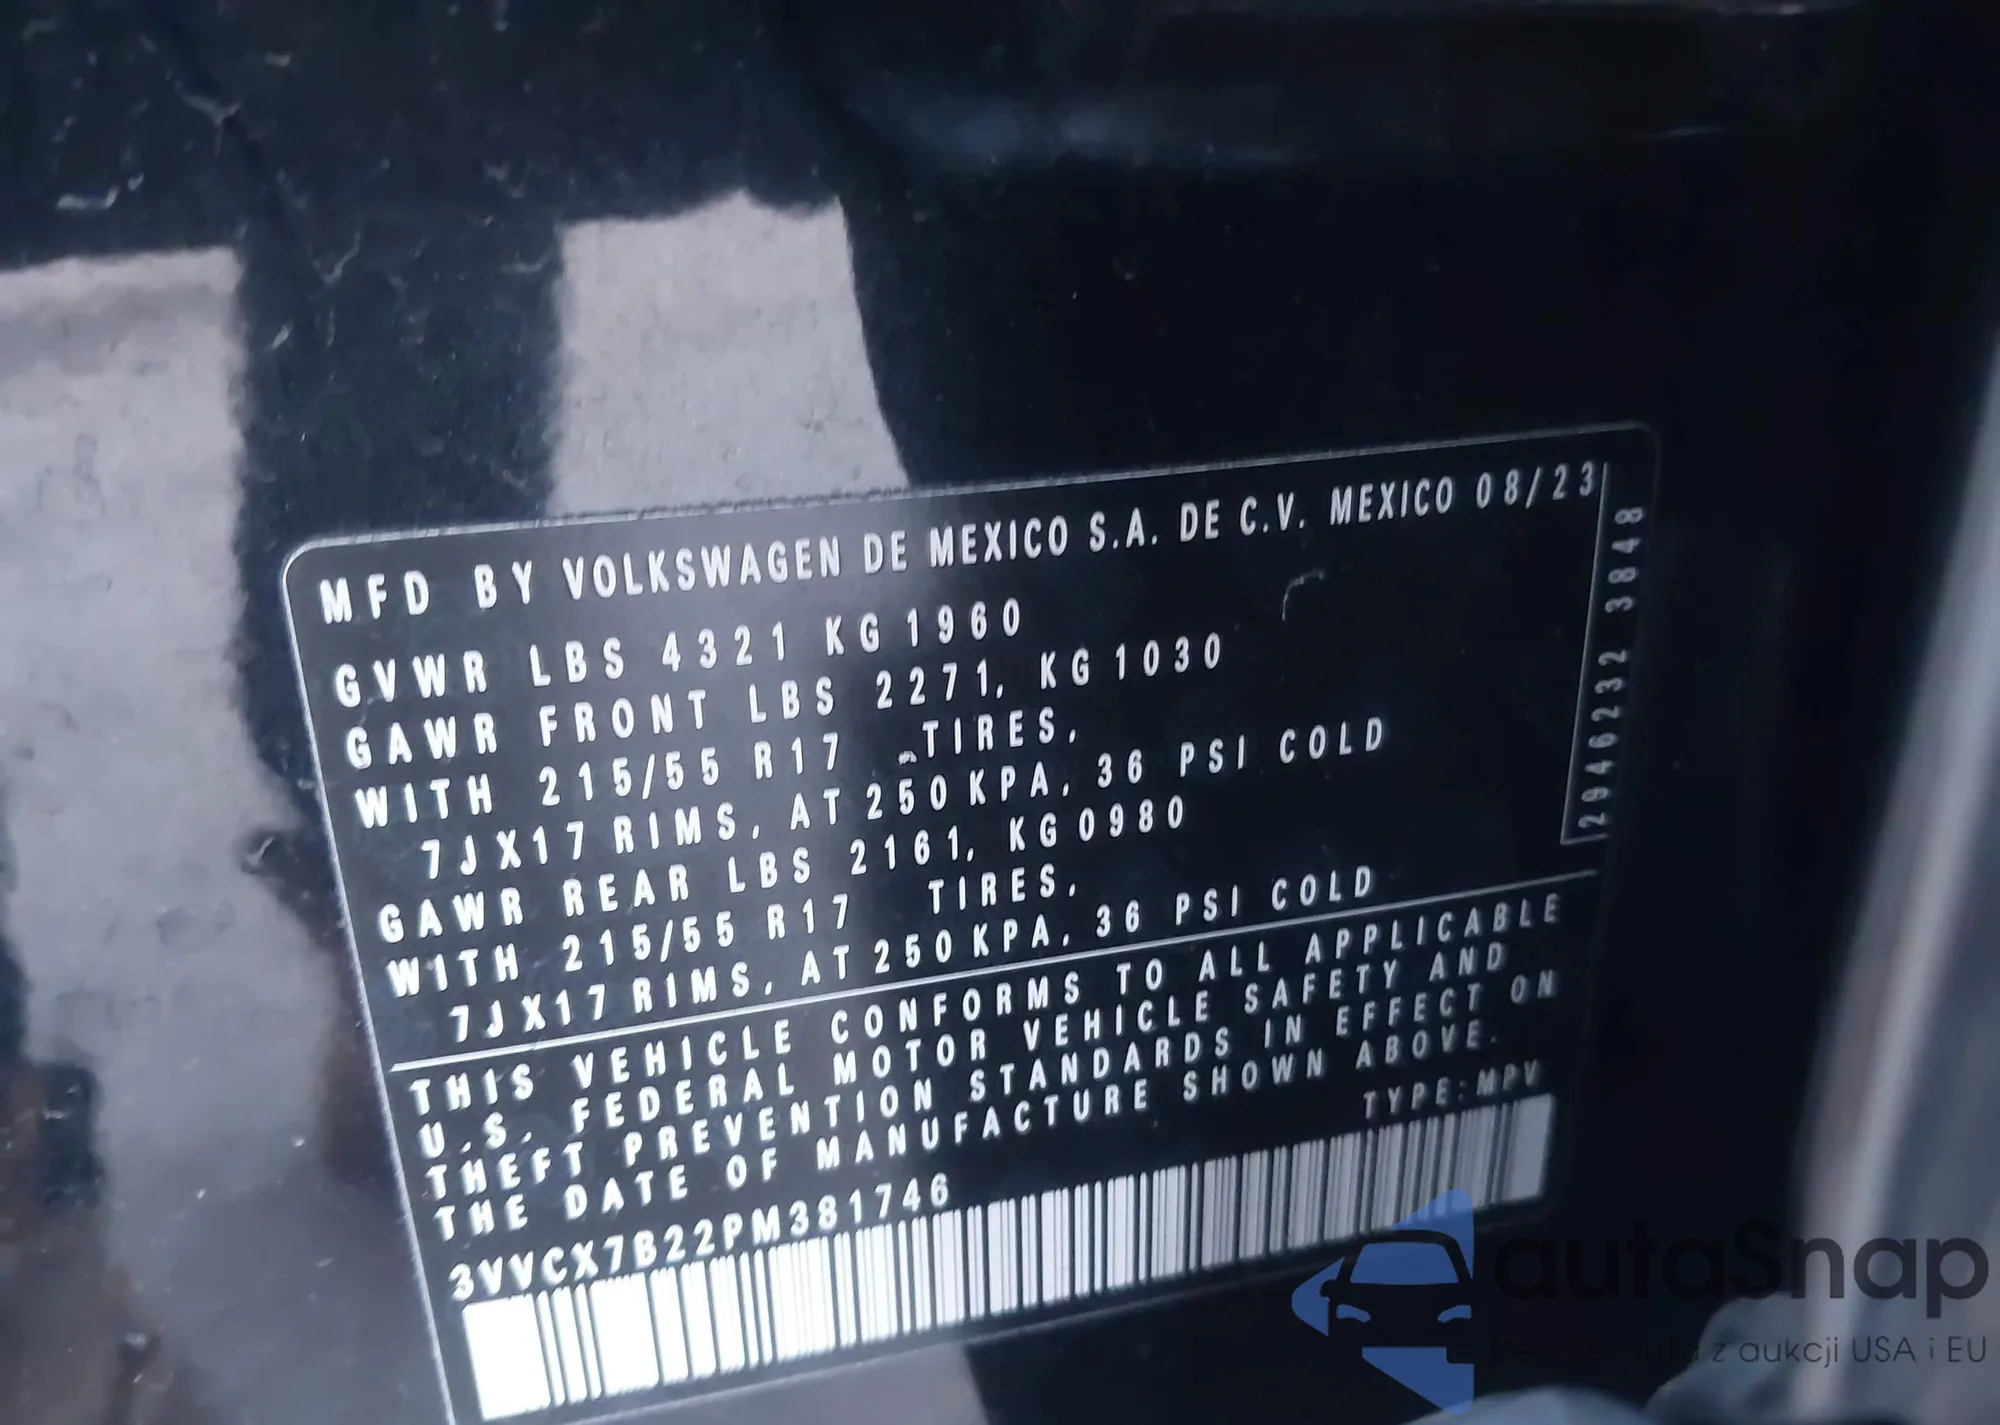 MFD BY VOLKSWAGEN DE MEXICO S.A. DE C.V. MEXICO 08/23
GVWR LBS 4321 KG 1960
GAWR FRONT LBS 2271, KG 1030
WITH 215/55 R17 TIRES,
7JX17 RIMS, AT 250 KPA, 36 PSI COLD
GAWR REAR LBS 2161, KG 0980
WITH 215/55 R17 TIRES,
7JX17 RIMS, AT 250 KPA, 36 PSI COLD
THIS VEHICLE CONFORMS TO ALL APPLICABLE
U.S. FEDERAL MOTOR VEHICLE SAFETY AND
THEFT PREVENTION STANDARDS IN EFFECT ON
THE DATE OF MANUFACTURE SHOWN ABOVE.
3VVCX7B22PM381746
TYPE: MPV
2946232 3848
autaSnap
z aukcji USA i EU